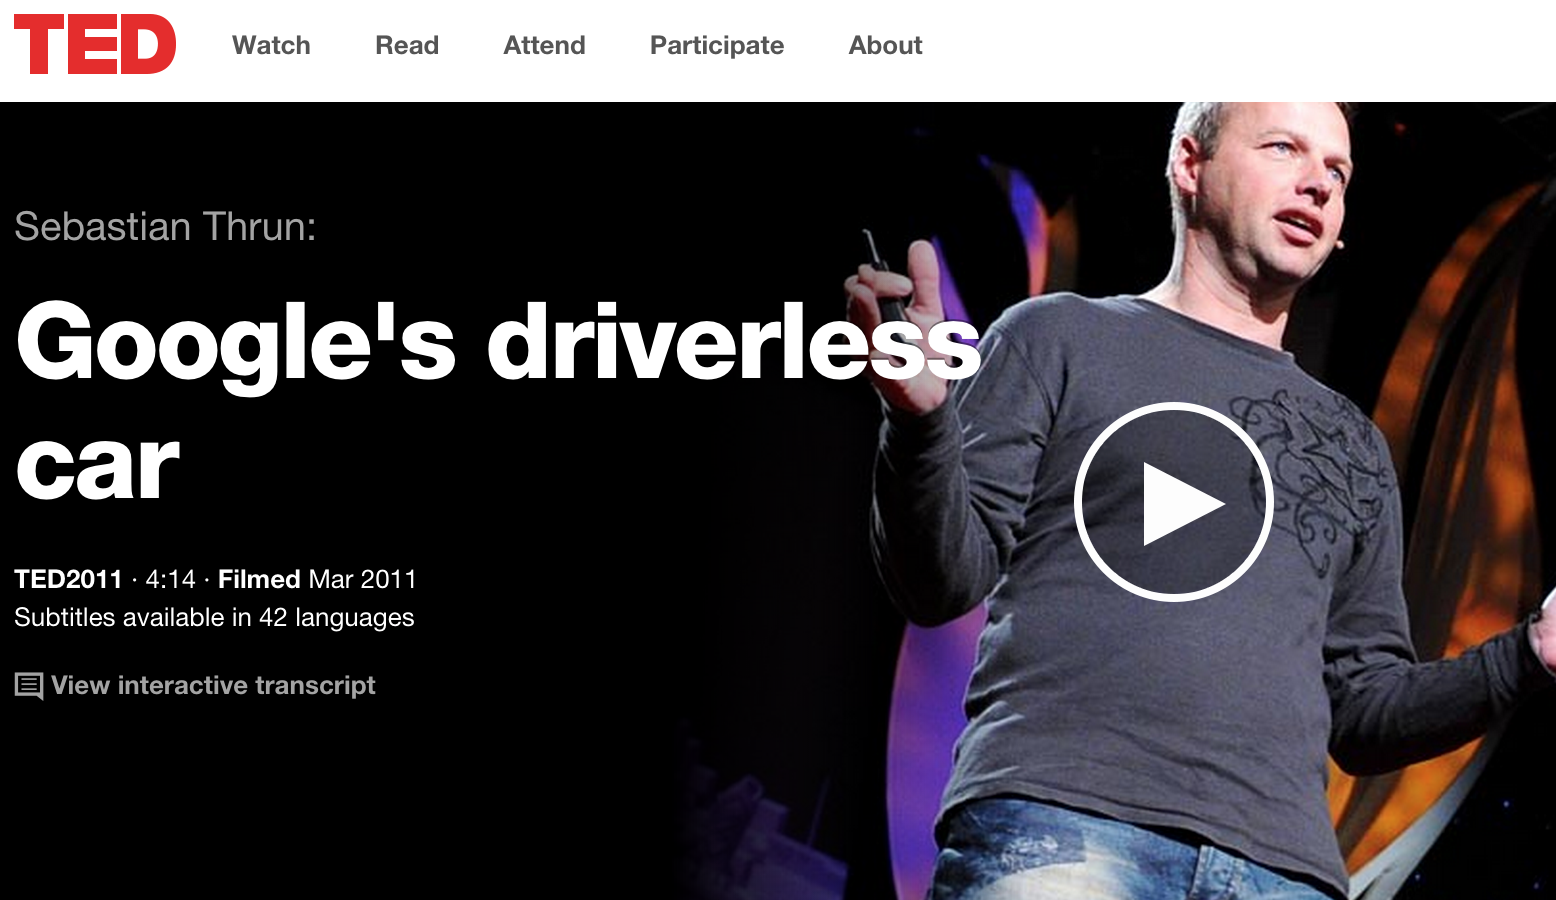 TED
Watch Read Attend Participate About
Sebastian Thrun:
Google's driverless
car
TED2011 · 4:14 · Filmed Mar 2011
Subtitles available in 42 languages
View interactive transcript